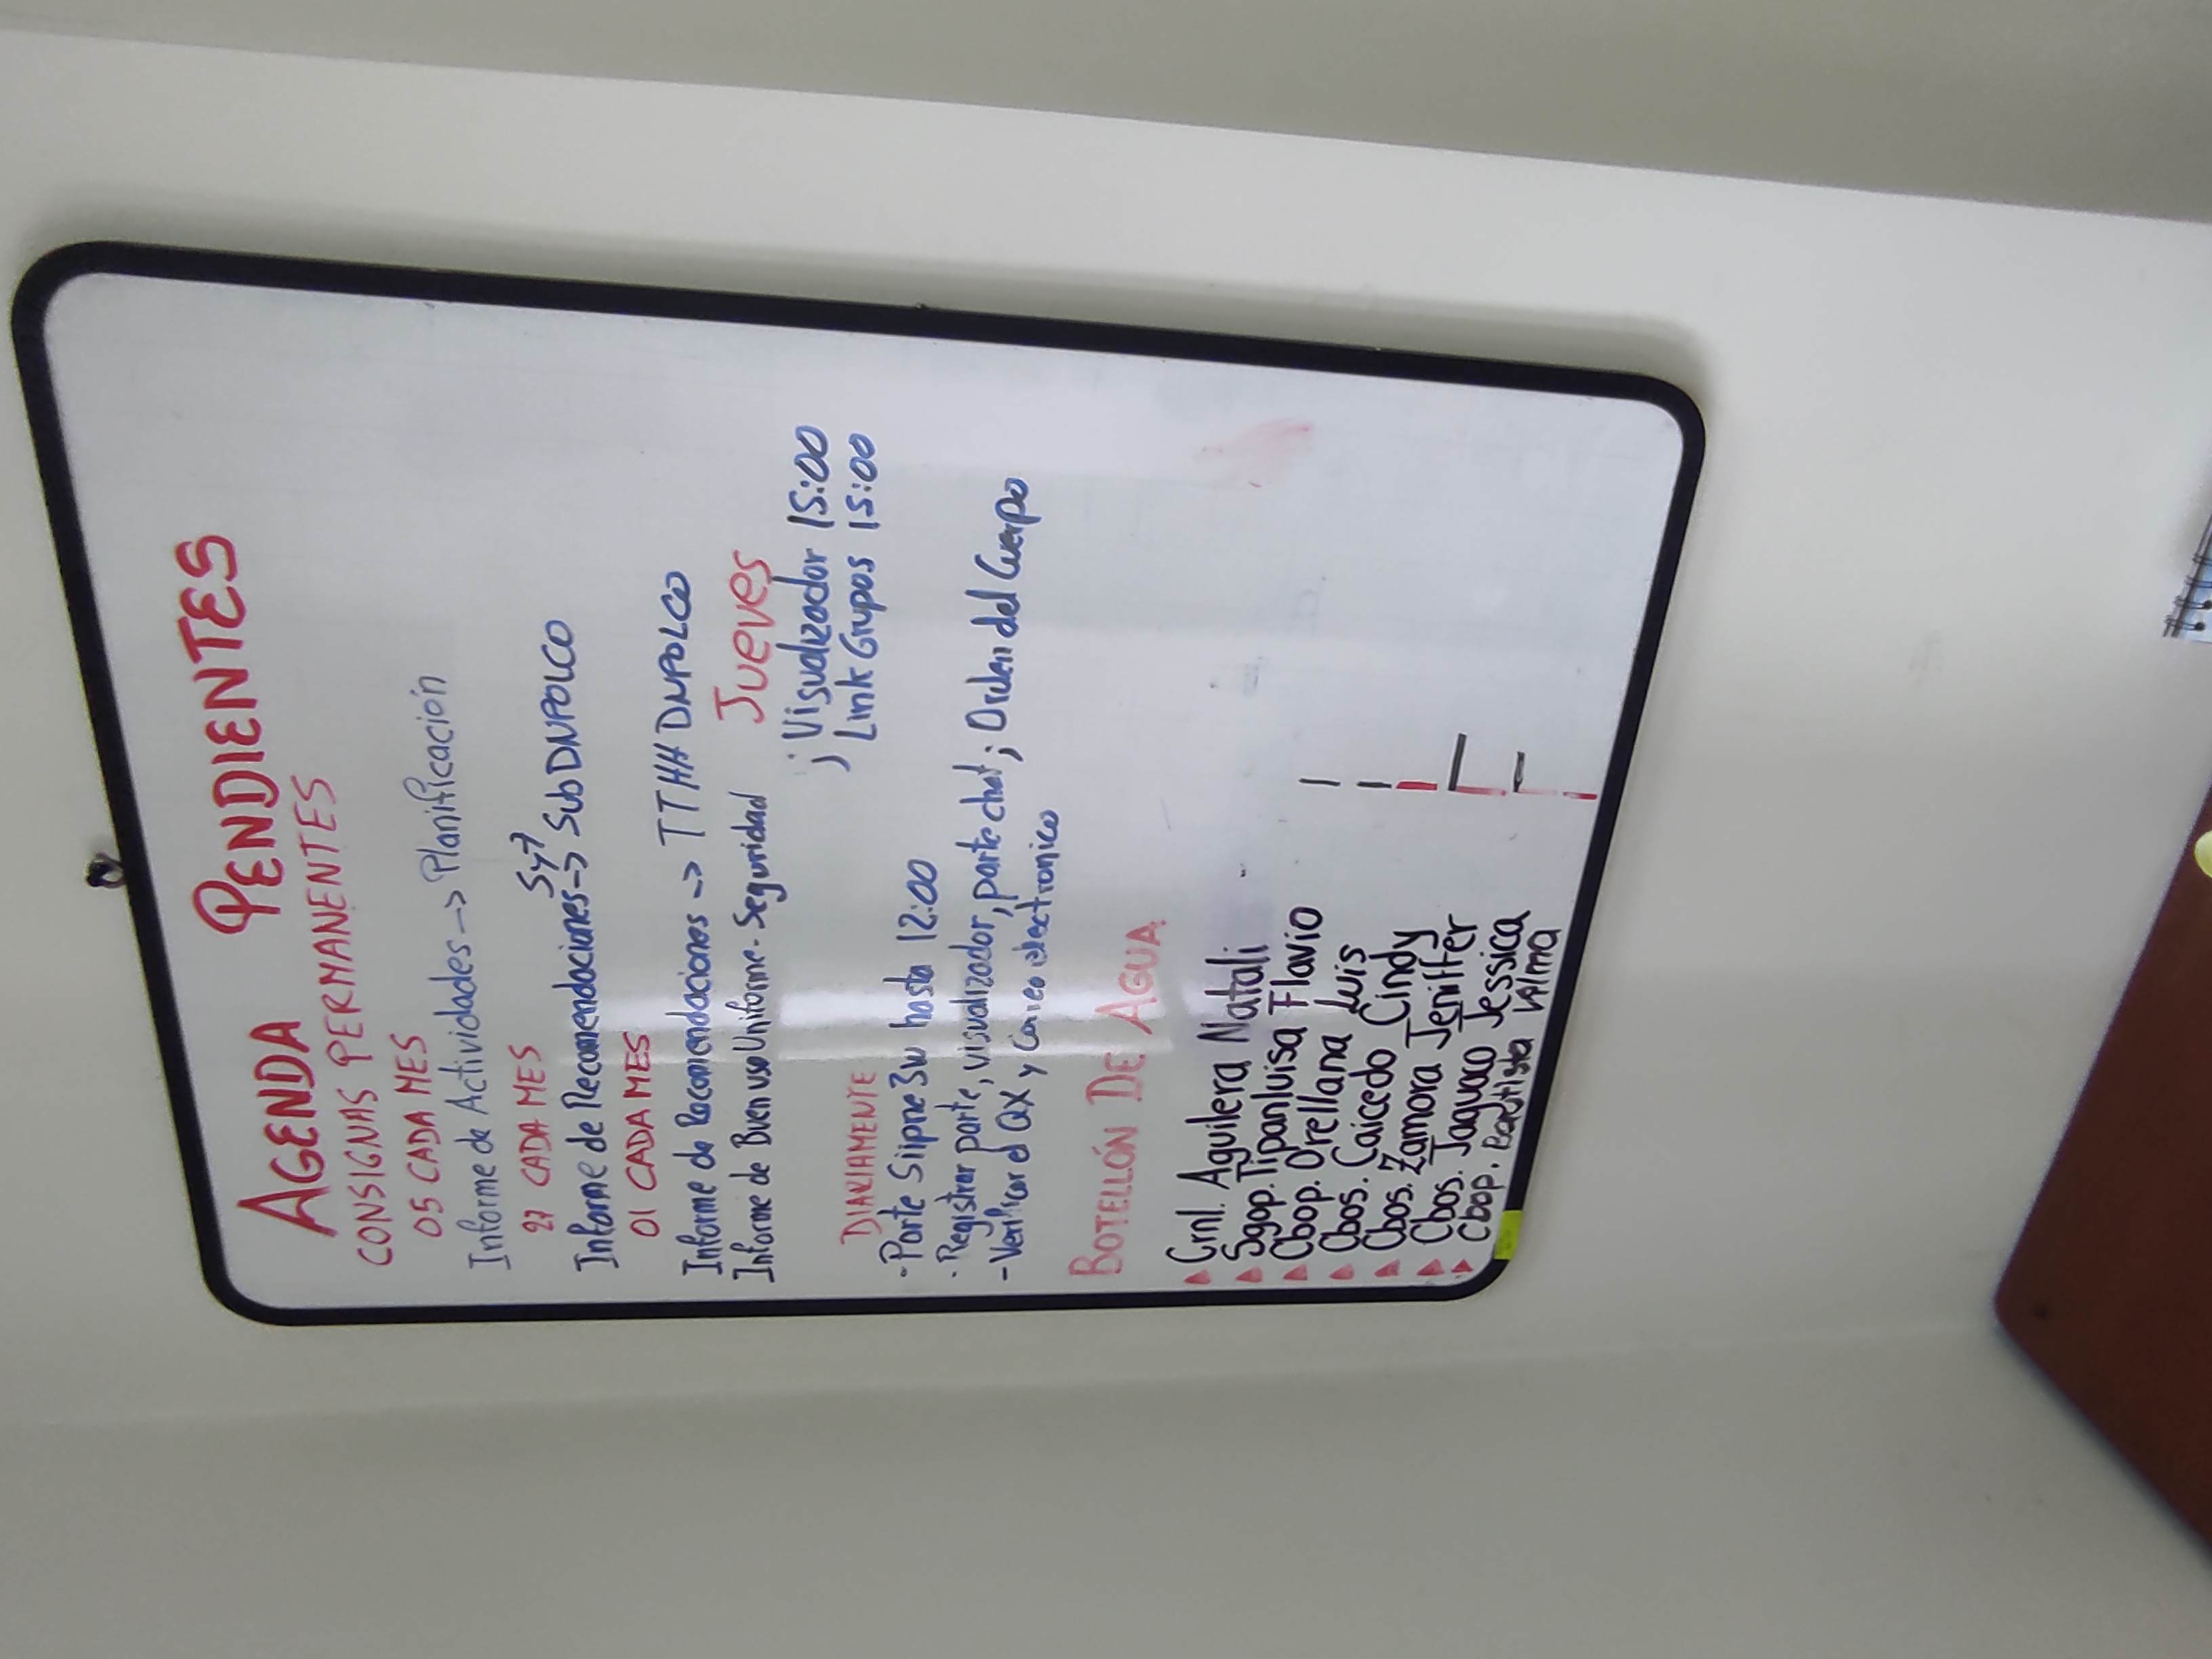 AGENDA PENDIENTES
CONSIGNAS PERMANENTES
05 CADA MES
Informe de Actividades -> Planificación
27 CADA MES
Informe de Recomendaciones -> SubDNPOLCO
01 CADA MES
Informe de Recomendaciones -> TTHH DNPOLCO
Informe de Buen uso Uniforme - Seguridad
Jueves
; Visualizador 15:00
Link Grupos 15:00
DIARIAMENTE
- Parte Siipne 3w hasta 12:00
- Registrar parte, visualizador, parte chat; Orden del Cuerpo
- Verificar el QX y Correo electronico
BOTELLÓN DE AGUA
Crnl. Aguilera Natali
Sgop. Tipanluisa Flavio
Cbop. Orellana Luis
Cbos. Caicedo Cindy
Cbos. Zamora Jeniffer
Cbos. Jaguaco Jessica
Cbop. Bautista Vilma